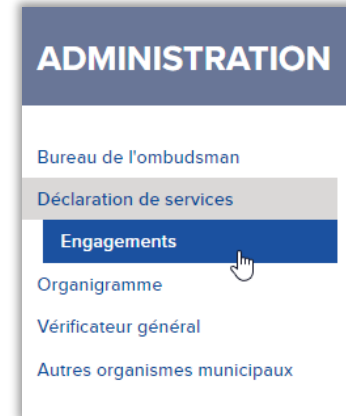 ADMINISTRATION
Bureau de l'ombudsman
Déclaration de services
Engagements
Organigramme
Vérificateur général
Autres organismes municipaux